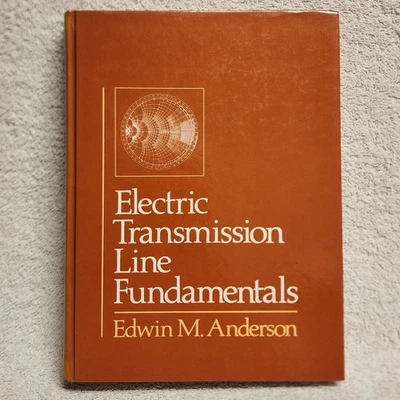 Electric
Transmission
Line
Fundamentals
Edwin M. Anderson